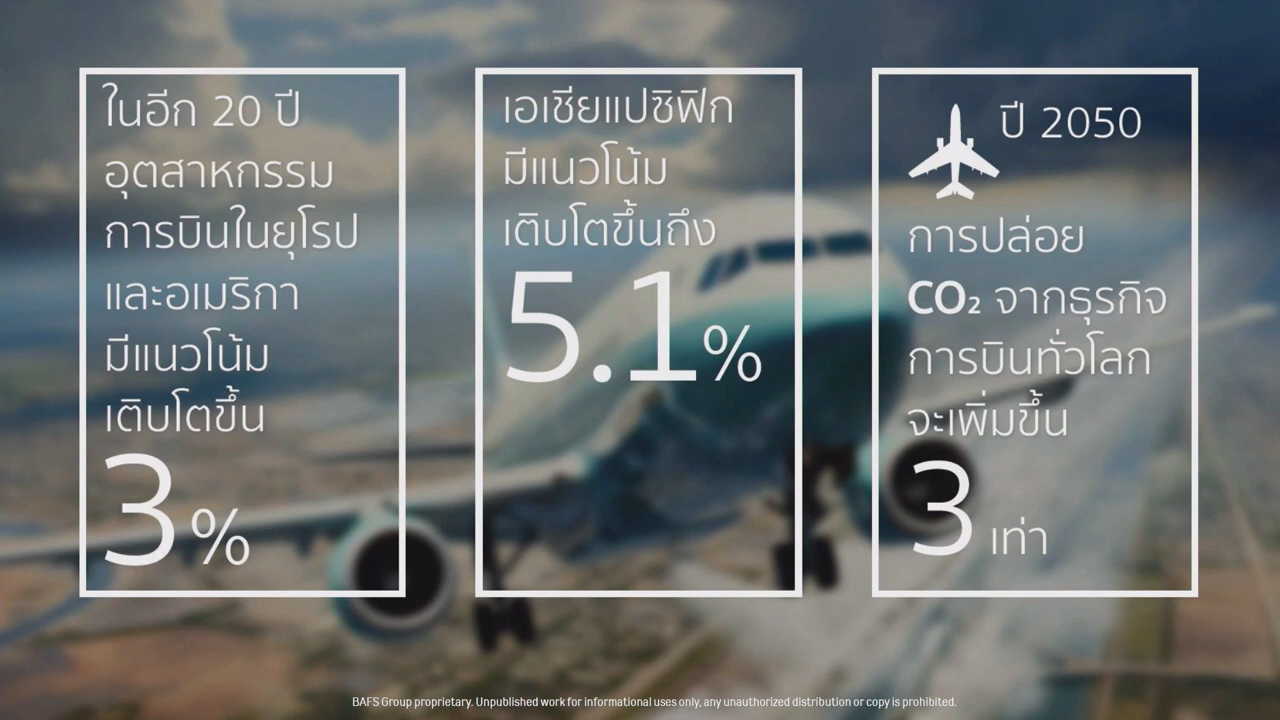 ในอีก 20 ปี
อุตสาหกรรม
การบินในยุโรป
และอเมริกา
มีแนวโน้ม
เติบโตขึ้น
3%
เอเชียแปซิฟิก
มีแนวโน้ม
เติบโตขึ้นถึง
5.1%
ปี 2050
การปล่อย
CO₂ จากธุรกิจ
การบินทั่วโลก
จะเพิ่มขึ้น
3 เท่า
BAFS Group proprietary. Unpublished work for informational uses only, any unauthorized distribution or copy is prohibited.